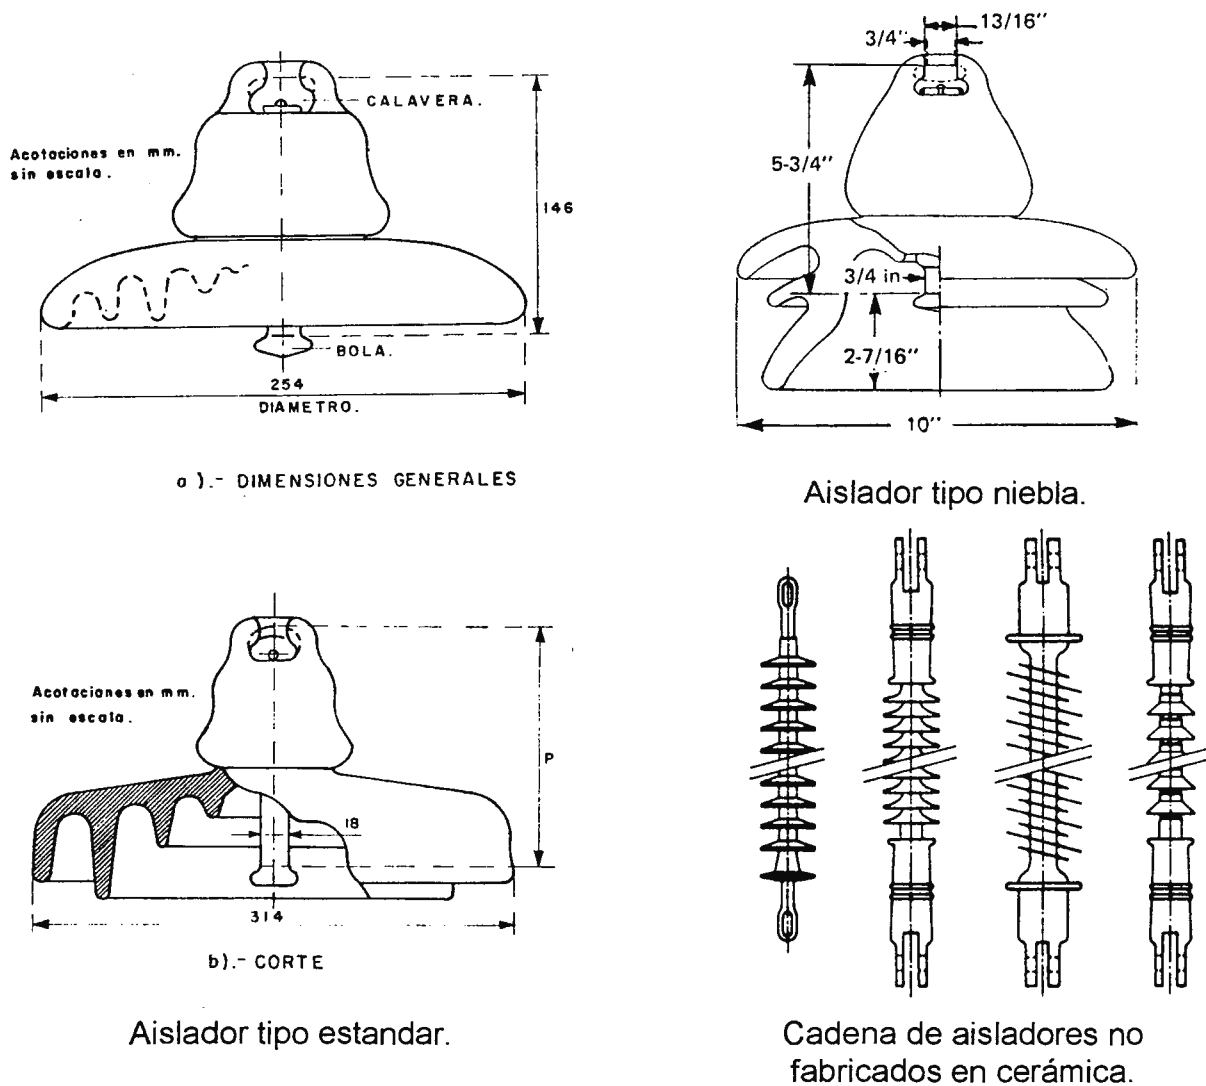 CALAVERA.
Acotaciones en mm.
sin escala.
146
BOLA.
254
DIAMETRO.
a ).- DIMENSIONES GENERALES
13/16"
3/4"
5-3/4"
3/4 in
2-7/16"
10"
Aislador tipo niebla.
Acotaciones en mm.
sin escala.
P
18
314
b).- CORTE
Aislador tipo estandar.
Cadena de aisladores no
fabricados en cerámica.